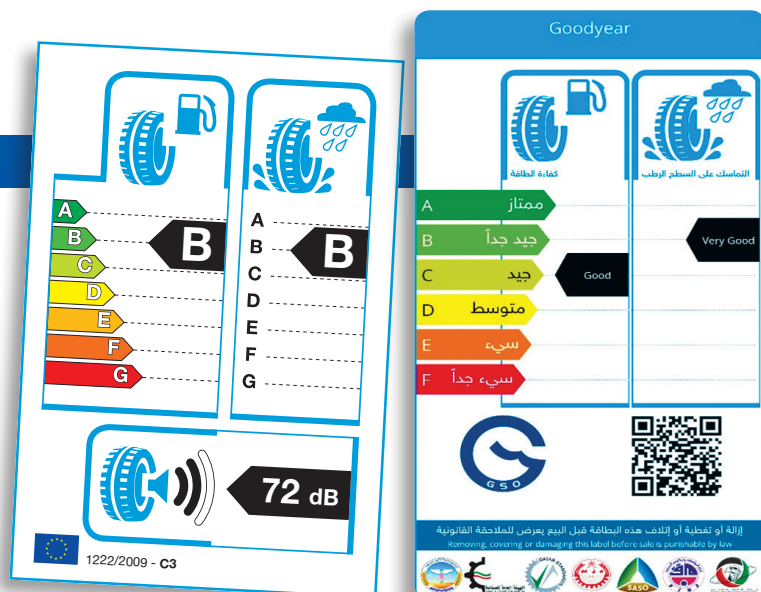 A
B
C
D
E
F
G
B
A
B
C
D
E
F
G
B
72 dB
1222/2009 - C3
Goodyear
كفاءة الطاقة
التماسك على السطح الرطب
A ممتاز
B جيد جداً
C جيد
D متوسط
E سيء
F سيء جداً
Good
Very Good
GSO
إزالة أو تغطية أو إتلاف هذه البطاقة قبل البيع يعرض للملاحقة القانونية
Removing, covering or damaging this label before sale is punishable by law
SASO